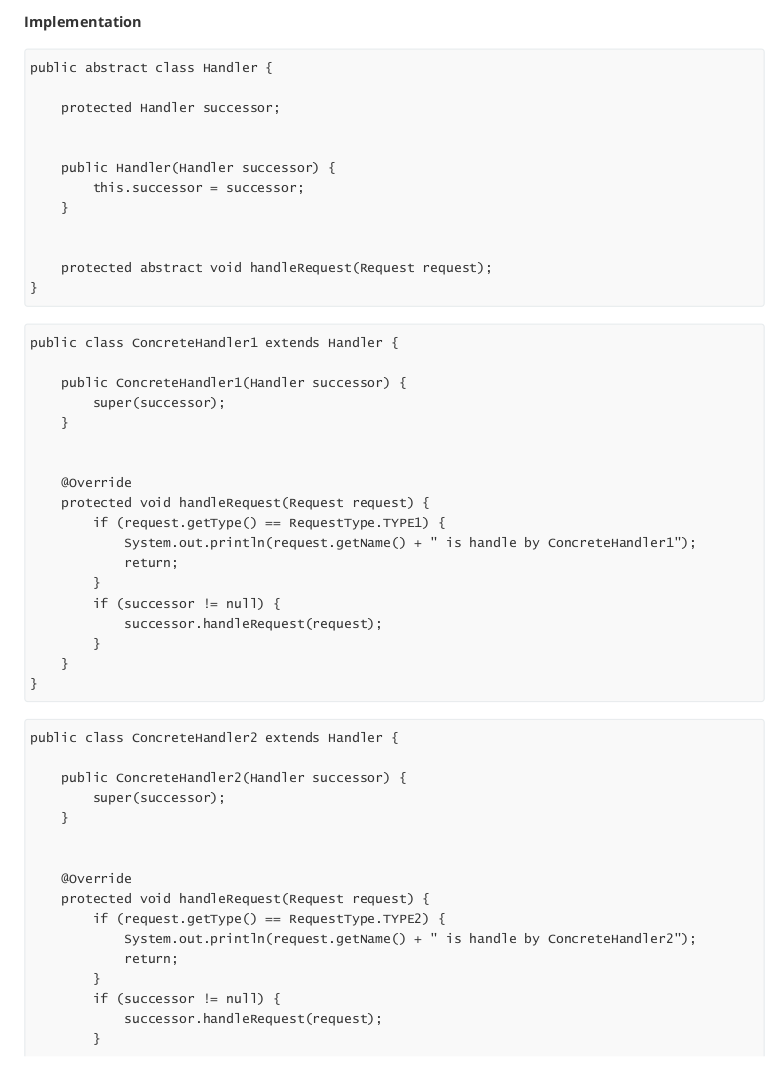 Implementation
public abstract class Handler {
    protected Handler successor;
    public Handler(Handler successor) {
        this.successor = successor;
    }
    protected abstract void handleRequest(Request request);
}
public class ConcreteHandler1 extends Handler {
    public ConcreteHandler1(Handler successor) {
        super(successor);
    }
    @Override
    protected void handleRequest(Request request) {
        if (request.getType() == RequestType.TYPE1) {
            System.out.println(request.getName() + " is handle by ConcreteHandler1");
            return;
        }
        if (successor != null) {
            successor.handleRequest(request);
        }
    }
}
public class ConcreteHandler2 extends Handler {
    public ConcreteHandler2(Handler successor) {
        super(successor);
    }
    @Override
    protected void handleRequest(Request request) {
        if (request.getType() == RequestType.TYPE2) {
            System.out.println(request.getName() + " is handle by ConcreteHandler2");
            return;
        }
        if (successor != null) {
            successor.handleRequest(request);
        }